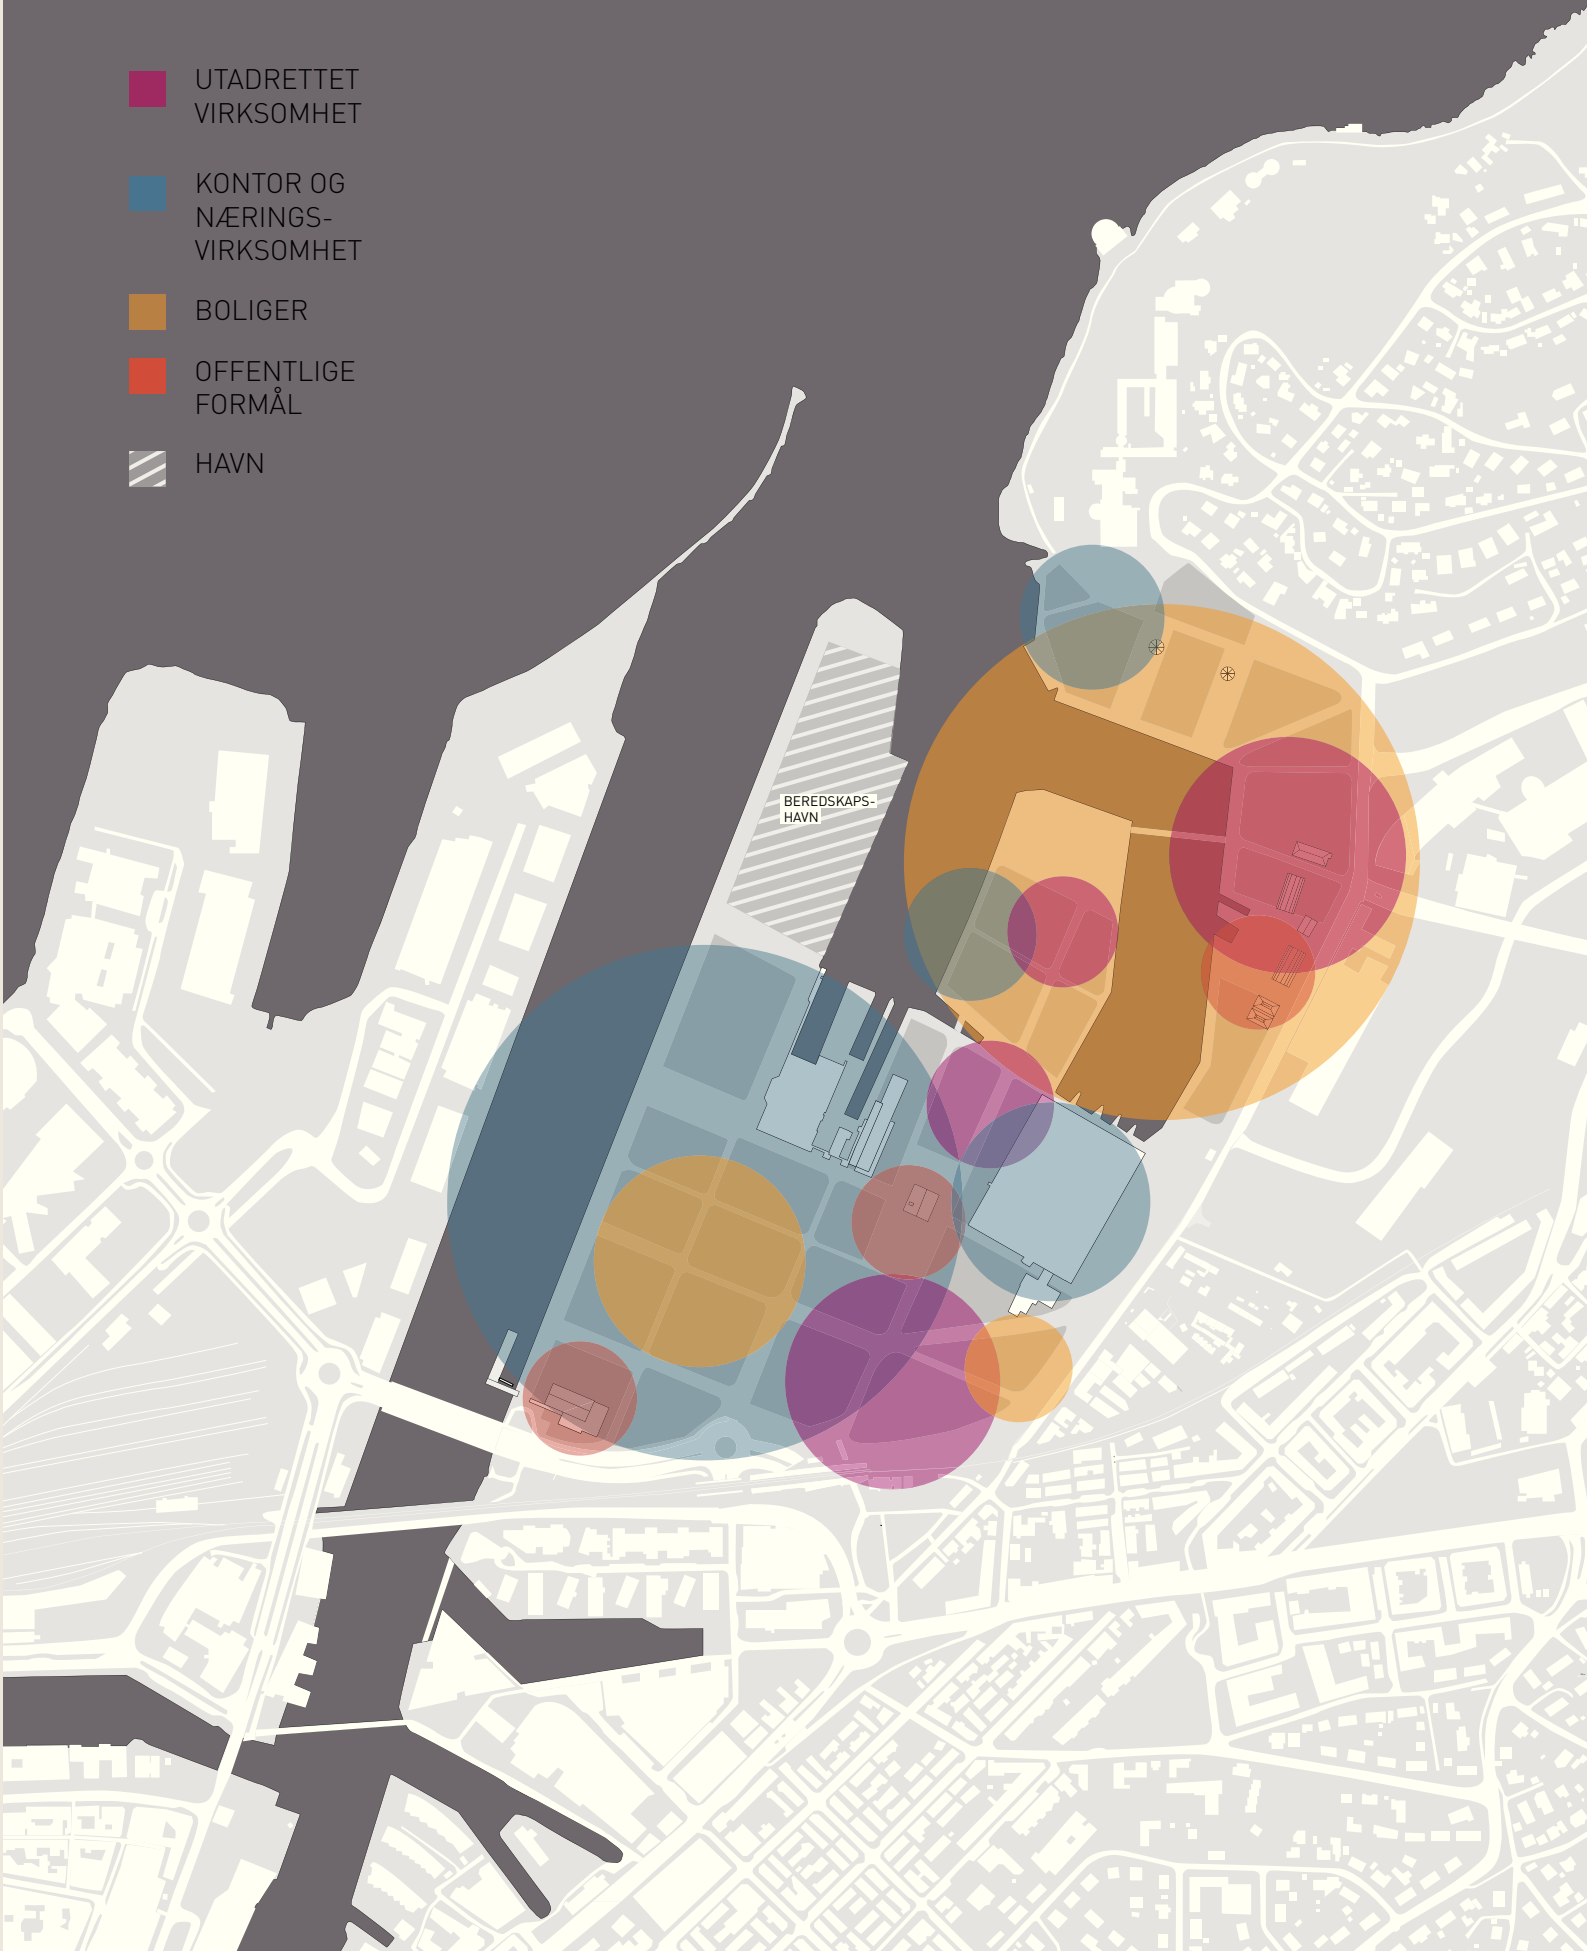 UTADRETTET
VIRKSOMHET
KONTOR OG
NÆRINGS-
VIRKSOMHET
BOLIGER
OFFENTLIGE
FORMÅL
HAVN
BEREDSKAPS-
HAVN